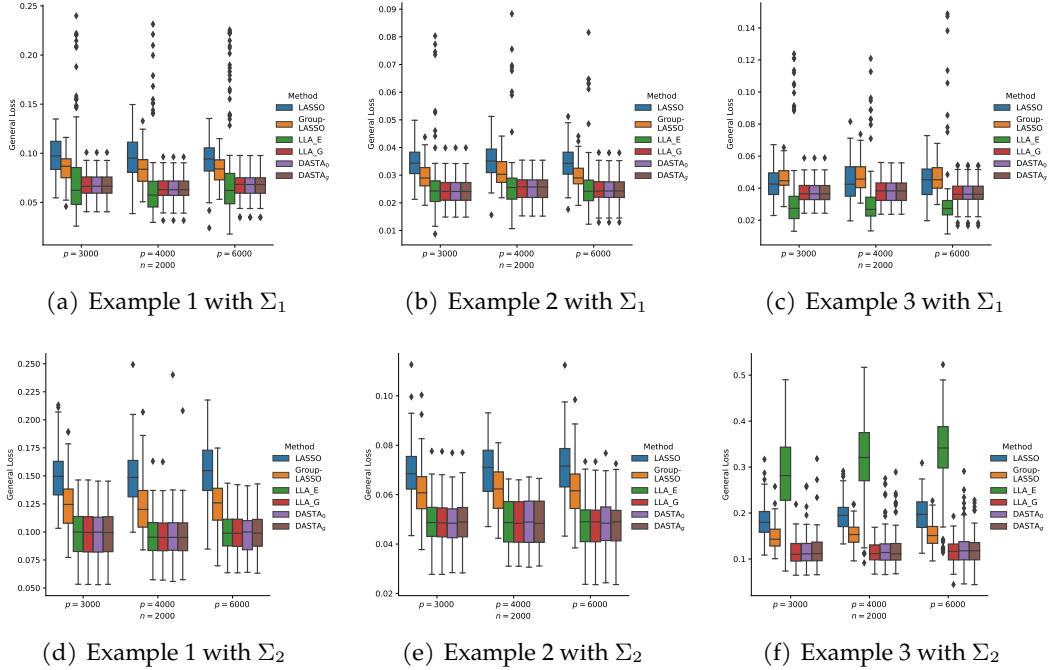 General Loss
0.25
0.20
0.15
0.10
0.05
p = 3000
p = 4000
p = 6000
n = 2000
Method
LASSO
Group-
LASSO
LLA_E
LLA_G
DASTA₀
DASTA_g
(a) Example 1 with Σ₁
General Loss
0.09
0.08
0.07
0.06
0.05
0.04
0.03
0.02
0.01
p = 3000
p = 4000
p = 6000
n = 2000
Method
LASSO
Group-
LASSO
LLA_E
LLA_G
DASTA₀
DASTA_g
(b) Example 2 with Σ₁
General Loss
0.14
0.12
0.10
0.08
0.06
0.04
0.02
p = 3000
p = 4000
p = 6000
n = 2000
Method
LASSO
Group-
LASSO
LLA_E
LLA_G
DASTA₀
DASTA_g
(c) Example 3 with Σ₁
General Loss
0.250
0.225
0.200
0.175
0.150
0.125
0.100
0.075
0.050
p = 3000
p = 4000
p = 6000
n = 2000
Method
LASSO
Group-
LASSO
LLA_E
LLA_G
DASTA₀
DASTA_g
(d) Example 1 with Σ₂
General Loss
0.10
0.08
0.06
0.04
0.02
p = 3000
p = 4000
p = 6000
n = 2000
Method
LASSO
Group-
LASSO
LLA_E
LLA_G
DASTA₀
DASTA_g
(e) Example 2 with Σ₂
General Loss
0.5
0.4
0.3
0.2
0.1
p = 3000
p = 4000
p = 6000
n = 2000
Method
LASSO
Group-
LASSO
LLA_E
LLA_G
DASTA₀
DASTA_g
(f) Example 3 with Σ₂